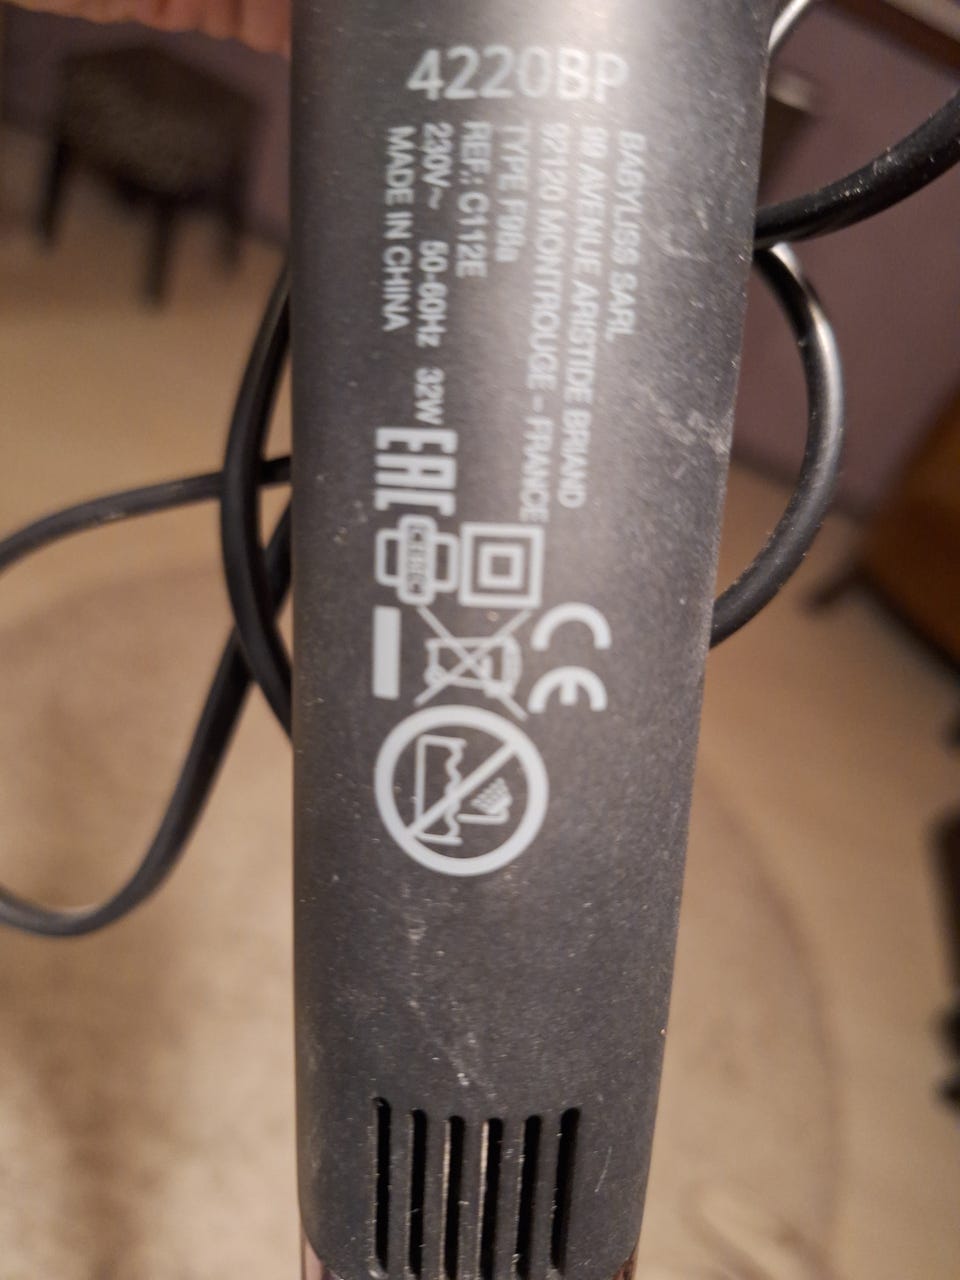 4220BP
BABYLISS SARL
99 AVENUE ARISTIDE BRIAND
92120 MONTROUGE - FRANCE
TYPE F98a
REF.: C112E
230V~ 50-60Hz 32W
MADE IN CHINA
EAC
CE